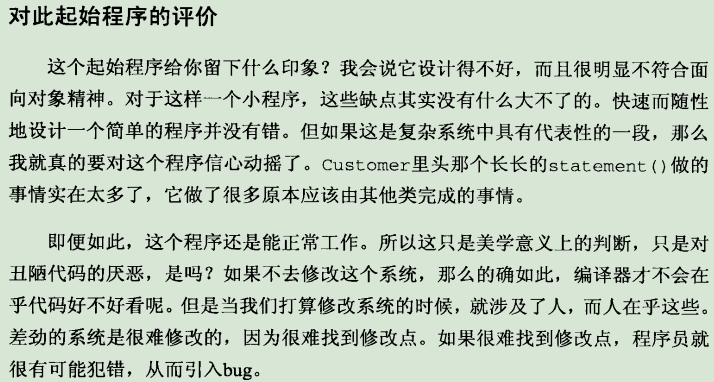 对此起始程序的评价
这个起始程序给你留下什么印象？我会说它设计得不好，而且很明显不符合面
向对象精神。对于这样一个小程序，这些缺点其实没有什么大不了的。快速而随性
地设计一个简单的程序并没有错。但如果这是复杂系统中具有代表性的一段，那么
我就真的要对这个程序信心动摇了。Customer里头那个长长的statement()做的
事情实在太多了，它做了很多原本应该由其他类完成的事情。
即便如此，这个程序还是能正常工作。所以这只是美学意义上的判断，只是对
丑陋代码的厌恶，是吗？如果不去修改这个系统，那么的确如此，编译器才不会在
乎代码好不好看呢。但是当我们打算修改系统的时候，就涉及了人，而人在乎这些。
差劲的系统是很难修改的，因为很难找到修改点。如果很难找到修改点，程序员就
很有可能犯错，从而引入bug。